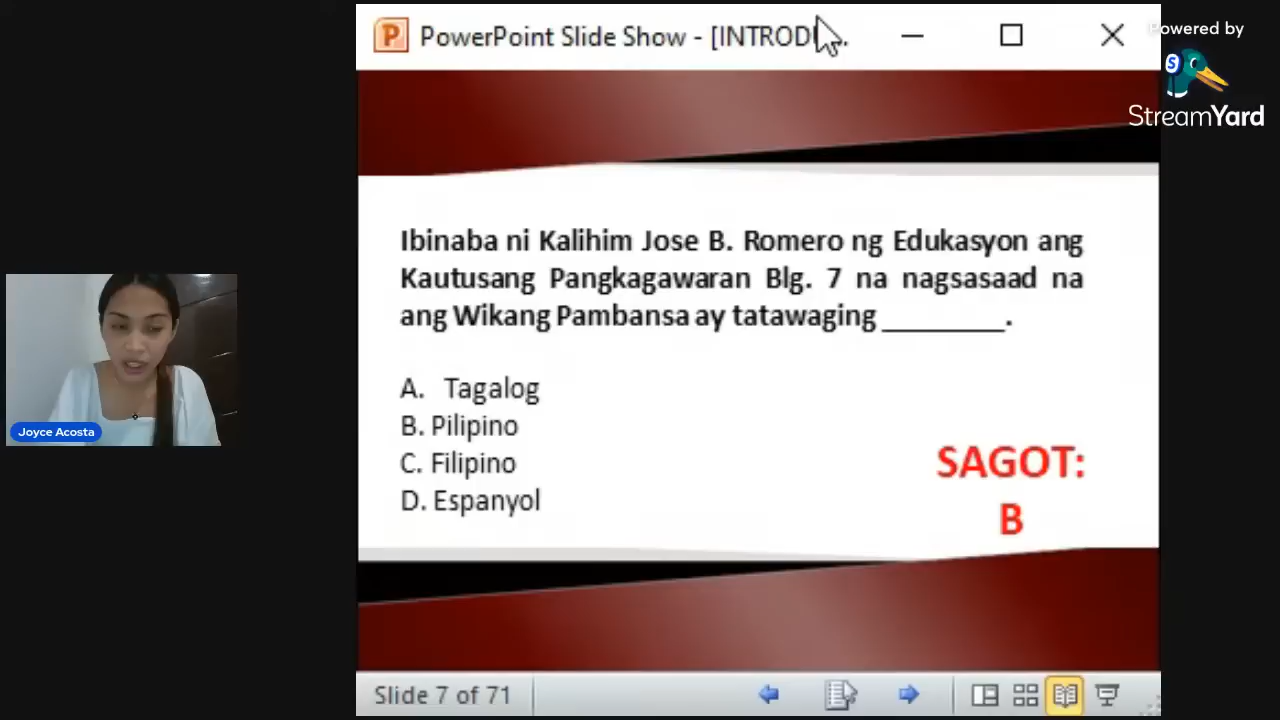 PowerPoint Slide Show - [INTROD
Powered by
StreamYard
Ibinaba ni Kalihim Jose B. Romero ng Edukasyon ang
Kautusang Pangkagawaran Blg. 7 na nagsasaad na
ang Wikang Pambansa ay tatawaging ________.
A. Tagalog
B. Pilipino
C. Filipino
D. Espanyol
SAGOT:
B
Joyce Acosta
Slide 7 of 71